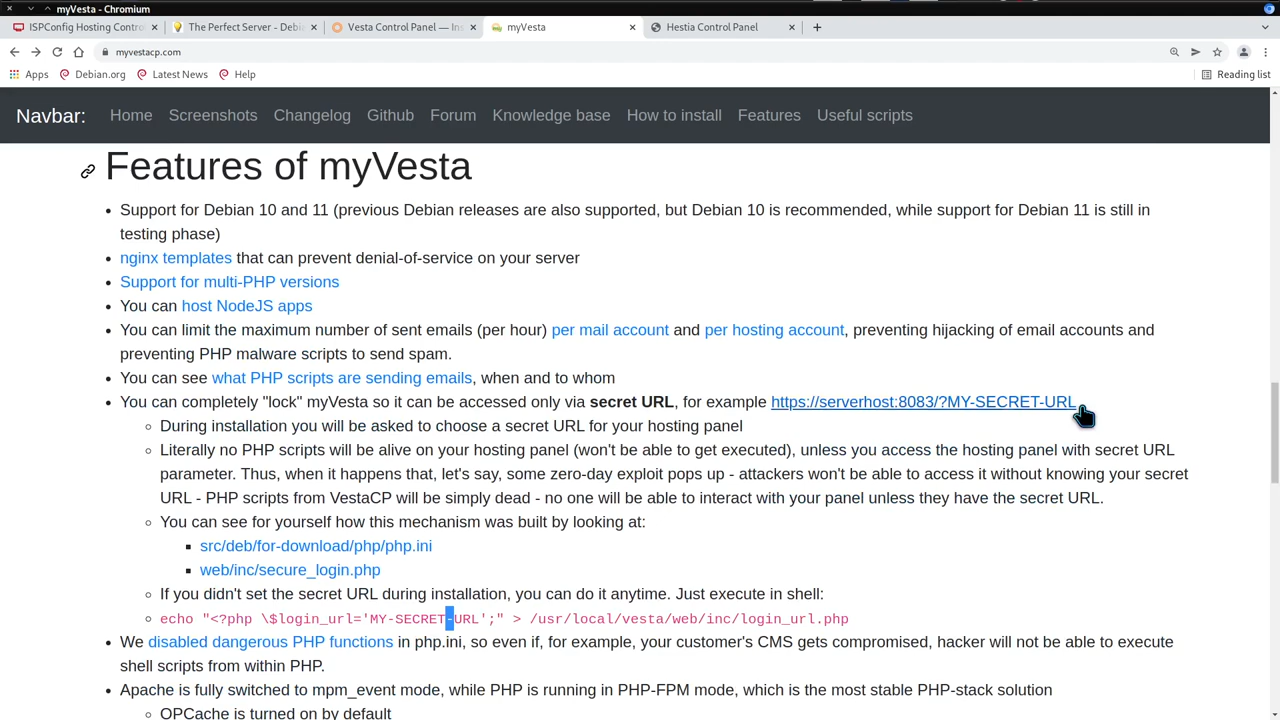 myVesta - Chromium
ISPConfig Hosting Contro
The Perfect Server - Debi
Vesta Control Panel — Ins
myVesta
Hestia Control Panel
myvestacp.com
Apps
Debian.org
Latest News
Help
Reading list
Navbar:
Home
Screenshots
Changelog
Github
Forum
Knowledge base
How to install
Features
Useful scripts
Features of myVesta
Support for Debian 10 and 11 (previous Debian releases are also supported, but Debian 10 is recommended, while support for Debian 11 is still in
testing phase)
nginx templates that can prevent denial-of-service on your server
Support for multi-PHP versions
You can host NodeJS apps
You can limit the maximum number of sent emails (per hour) per mail account and per hosting account, preventing hijacking of email accounts and
preventing PHP malware scripts to send spam.
You can see what PHP scripts are sending emails, when and to whom
You can completely "lock" myVesta so it can be accessed only via secret URL, for example https://serverhost:8083/?MY-SECRET-URL
During installation you will be asked to choose a secret URL for your hosting panel
Literally no PHP scripts will be alive on your hosting panel (won't be able to get executed), unless you access the hosting panel with secret URL
parameter. Thus, when it happens that, let's say, some zero-day exploit pops up - attackers won't be able to access it without knowing your secret
URL - PHP scripts from VestaCP will be simply dead - no one will be able to interact with your panel unless they have the secret URL.
You can see for yourself how this mechanism was built by looking at:
src/deb/for-download/php/php.ini
web/inc/secure_login.php
If you didn't set the secret URL during installation, you can do it anytime. Just execute in shell:
echo "<?php \$login_url='MY-SECRET-URL';" > /usr/local/vesta/web/inc/login_url.php
We disabled dangerous PHP functions in php.ini, so even if, for example, your customer's CMS gets compromised, hacker will not be able to execute
shell scripts from within PHP.
Apache is fully switched to mpm_event mode, while PHP is running in PHP-FPM mode, which is the most stable PHP-stack solution
OPCache is turned on by default